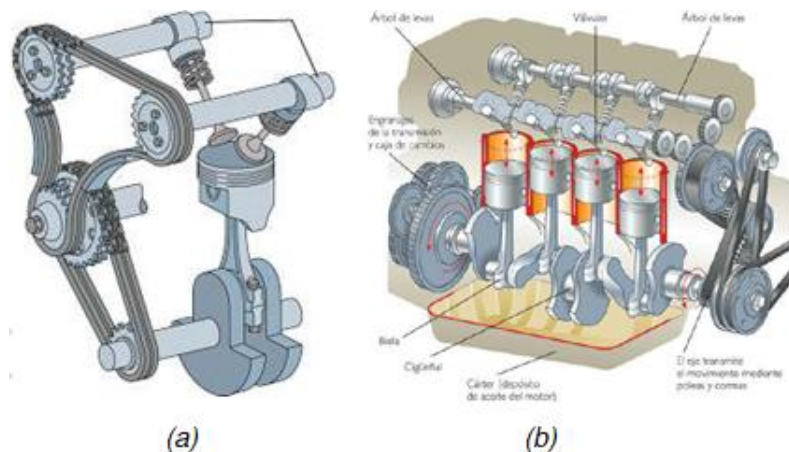 Árbol de levas
Válvulas
Árbol de levas
Engranajes
de la transmisión
y caja de cambios
Biela
Cigüeñal
Cárter (depósito
de aceite del motor)
El eje transmite
el movimiento mediante
poleas y correas
(a)
(b)